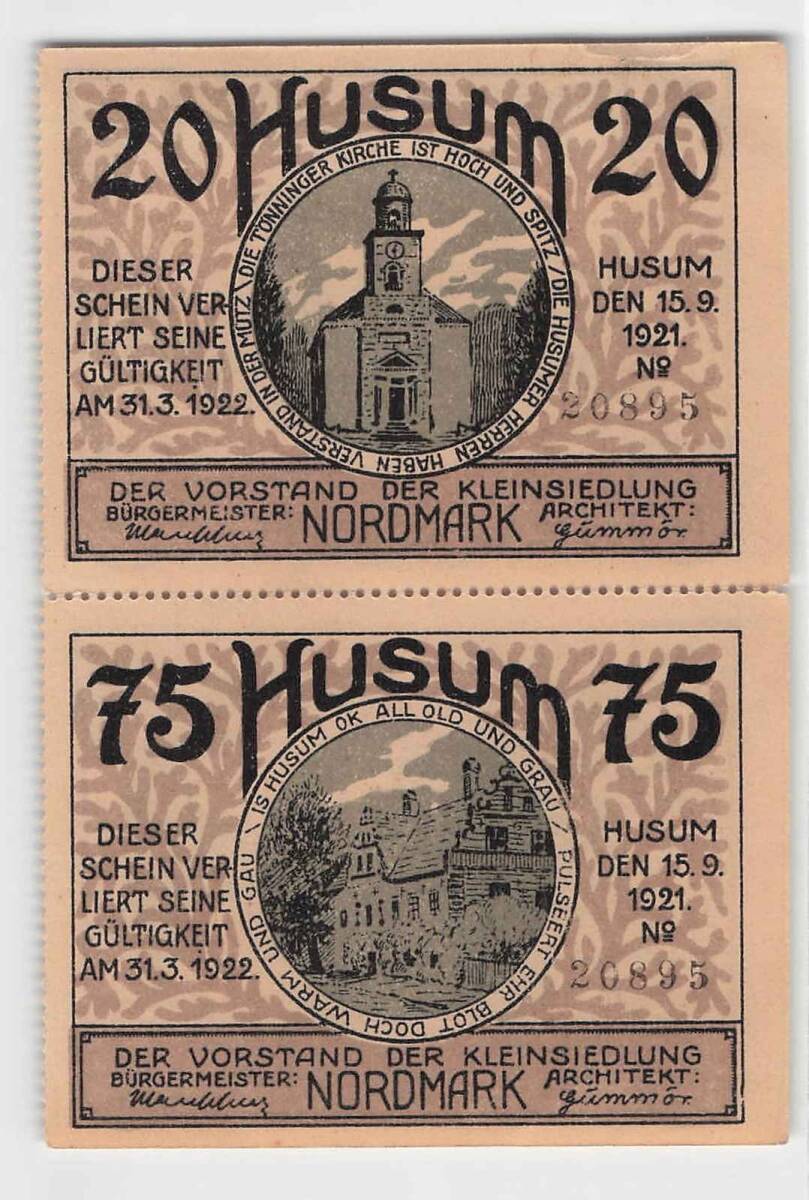 20 HUSUM 20
DIE TÖNNINGER KIRCHE IST HOCH UND SPITZ / DIE HUSUMER HERREN HABEN VERSTAND IN DER MÜTZ \
DIESER
SCHEIN VER-
LIERT SEINE
GÜLTIGKEIT
AM 31.3. 1922.
HUSUM
DEN 15.9.
1921.
Nº
20895
DER VORSTAND DER KLEINSIEDLUNG
BÜRGERMEISTER: NORDMARK ARCHITEKT:
Gümmör
75 HUSUM 75
IS HUSUM OK ALL OLD UND GRAU / PULSEERT EHR BLOT DOCH WARM UND GAU \
DIESER
SCHEIN VER-
LIERT SEINE
GÜLTIGKEIT
AM 31.3. 1922.
HUSUM
DEN 15.9.
1921.
Nº
20895
DER VORSTAND DER KLEINSIEDLUNG
BÜRGERMEISTER: NORDMARK ARCHITEKT:
Gümmör